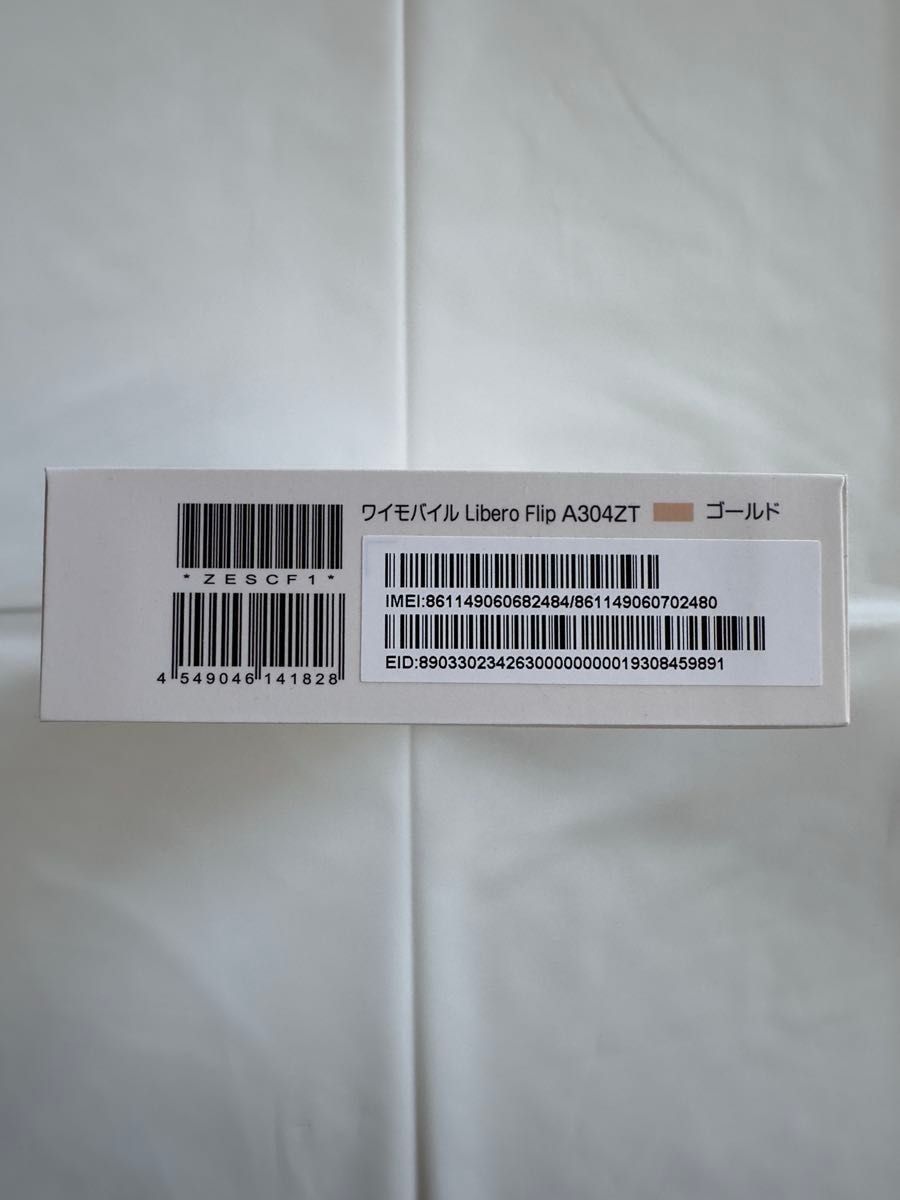 ワイモバイル Libero Flip A304ZT ゴールド
*ZESCF1*
4 549046 141828
IMEI:861149060682484/861149060702480
EID:89033023426300000000019308459891